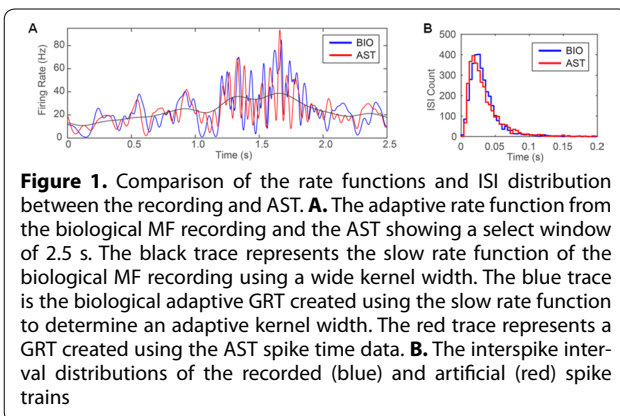 A
Firing Rate (Hz)
80
60
40
20
0
BIO
AST
0
0.5
1.0
1.5
2.0
2.5
Time (s)
B
ISI Count
500
400
300
200
100
0
BIO
AST
0
0.05
0.1
0.15
0.2
Time (s)
Figure 1. Comparison of the rate functions and ISI distribution
between the recording and AST. A. The adaptive rate function from
the biological MF recording and the AST showing a select window
of 2.5 s. The black trace represents the slow rate function of the
biological MF recording using a wide kernel width. The blue trace
is the biological adaptive GRT created using the slow rate function
to determine an adaptive kernel width. The red trace represents a
GRT created using the AST spike time data. B. The interspike inter-
val distributions of the recorded (blue) and artificial (red) spike
trains